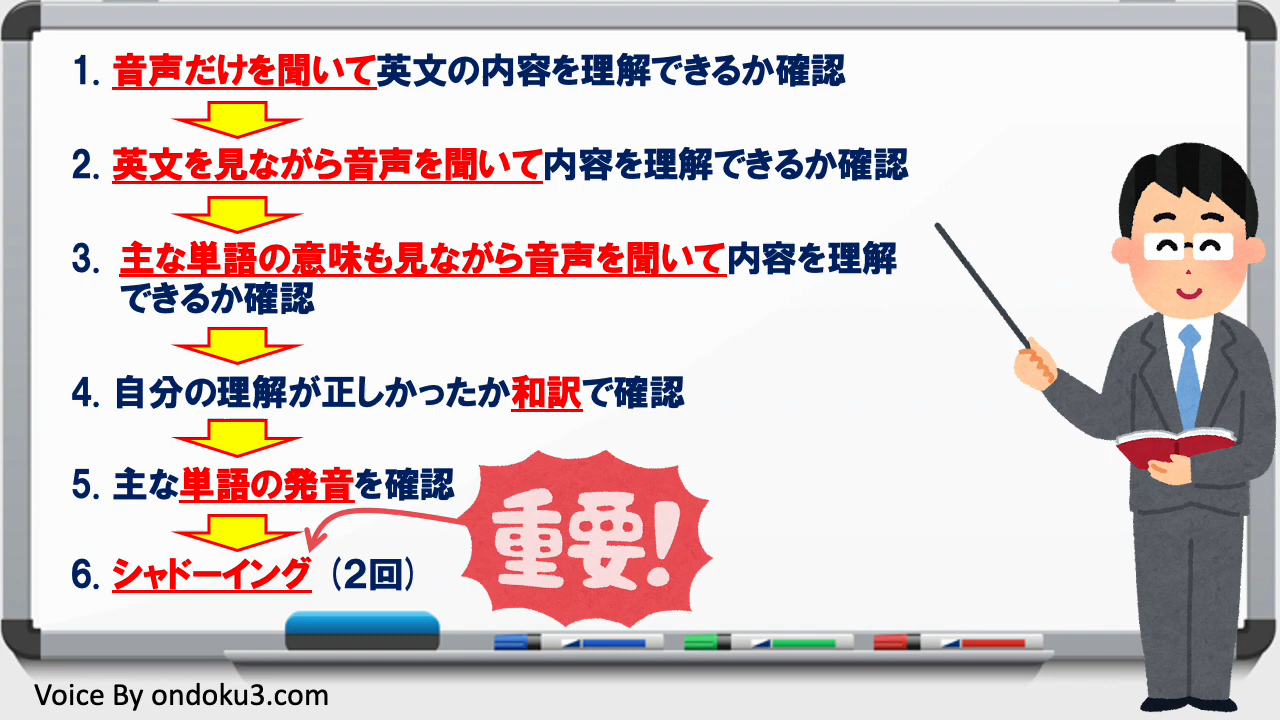 1. 音声だけを聞いて英文の内容を理解できるか確認
2. 英文を見ながら音声を聞いて内容を理解できるか確認
3. 主な単語の意味も見ながら音声を聞いて内容を理解
できるか確認
4. 自分の理解が正しかったか和訳で確認
5. 主な単語の発音を確認
重要!
6. シャドーイング（2回）
Voice By ondoku3.com